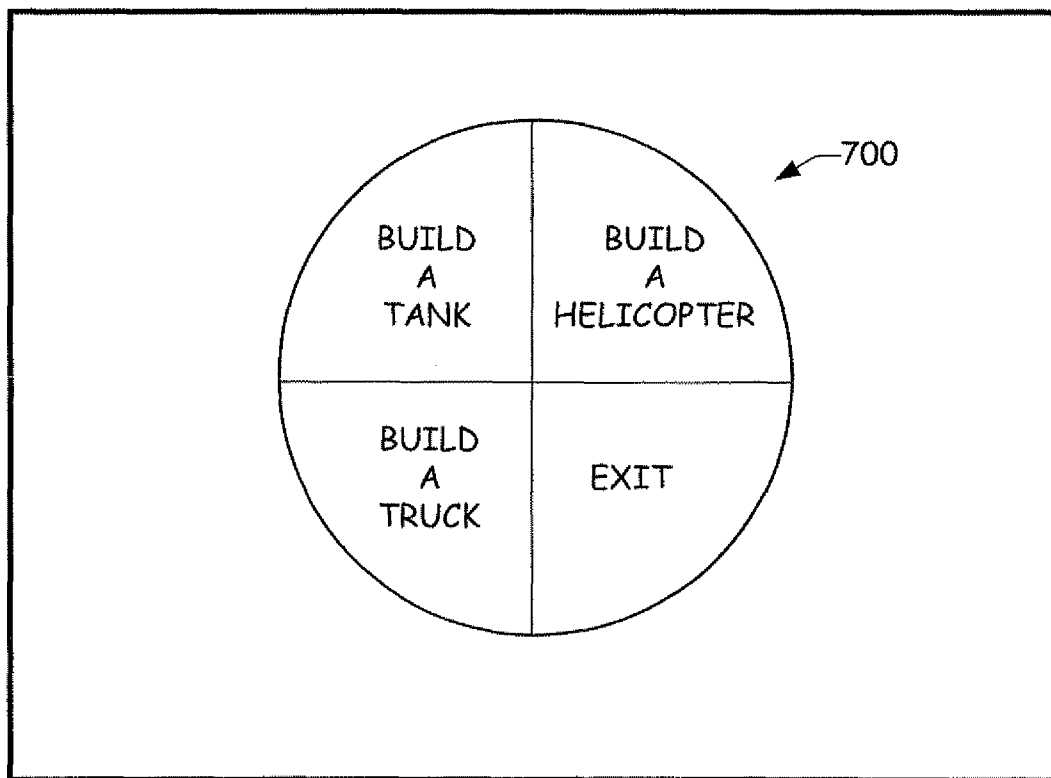 700
BUILD
A
TANK
BUILD
A
HELICOPTER
BUILD
A
TRUCK
EXIT